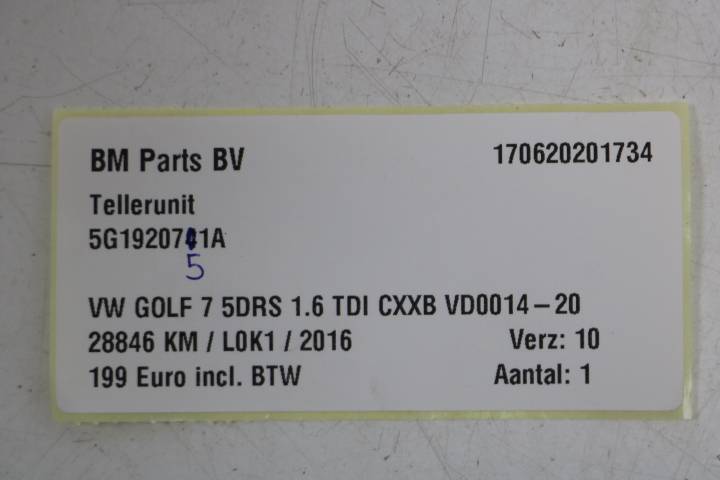 BM Parts BV 170620201734
Tellerunit
5G1920741A
5
VW GOLF 7 5DRS 1.6 TDI CXXB VD0014-20
28846 KM / L0K1 / 2016 Verz: 10
199 Euro incl. BTW Aantal: 1